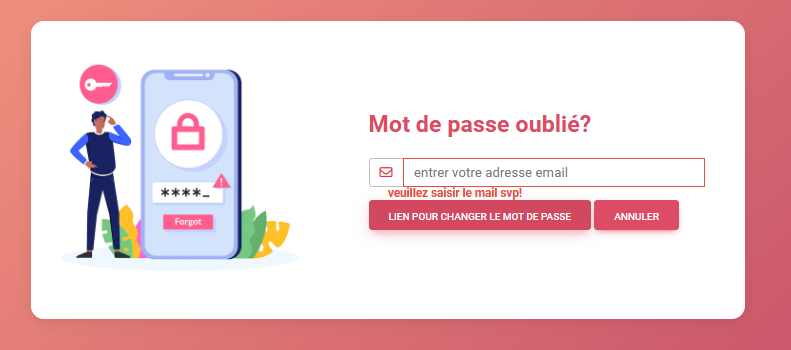 Mot de passe oublié?
entrer votre adresse email
veuillez saisir le mail svp!
LIEN POUR CHANGER LE MOT DE PASSE
ANNULER
****_
Forgot